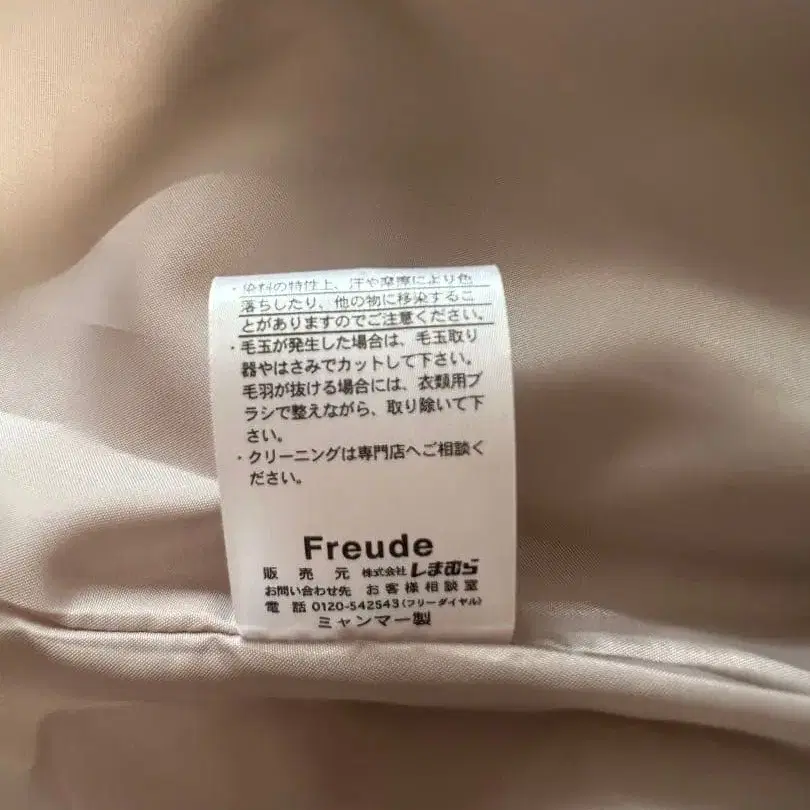 ・染料の特性上、汗や摩擦により色
落ちしたり、他の物に移染するこ
とがありますのでご注意ください。
・毛玉が発生した場合は、毛玉取り
器やはさみでカットして下さい。
毛羽が抜ける場合には、衣類用ブ
ラシで整えながら、取り除いて下
さい。
・クリーニングは専門店へご相談く
ださい。
Freude
販売元 株式会社しまむら
お問い合わせ先 お客様相談室
電話 0120-542543(フリーダイヤル)
ミャンマー製